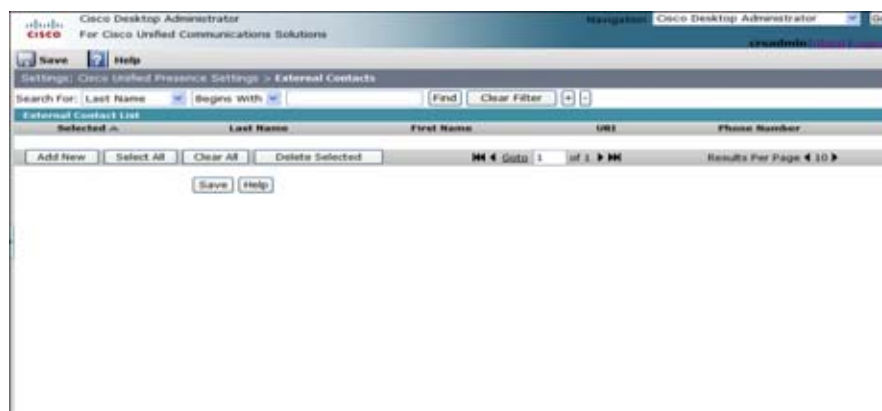 Cisco Desktop Administrator
Navigation Cisco Desktop Administrator Go
CISCO For Cisco Unified Communications Solutions
Save Help
Settings: Cisco Unified Presence Settings > External Contacts
Search For: Last Name Begins With Find Clear Filter + -
External Contact List
Selected Last Name First Name URI Phone Number
Add New Select All Clear All Delete Selected Goto 1 of 1 Results Per Page 10
Save Help